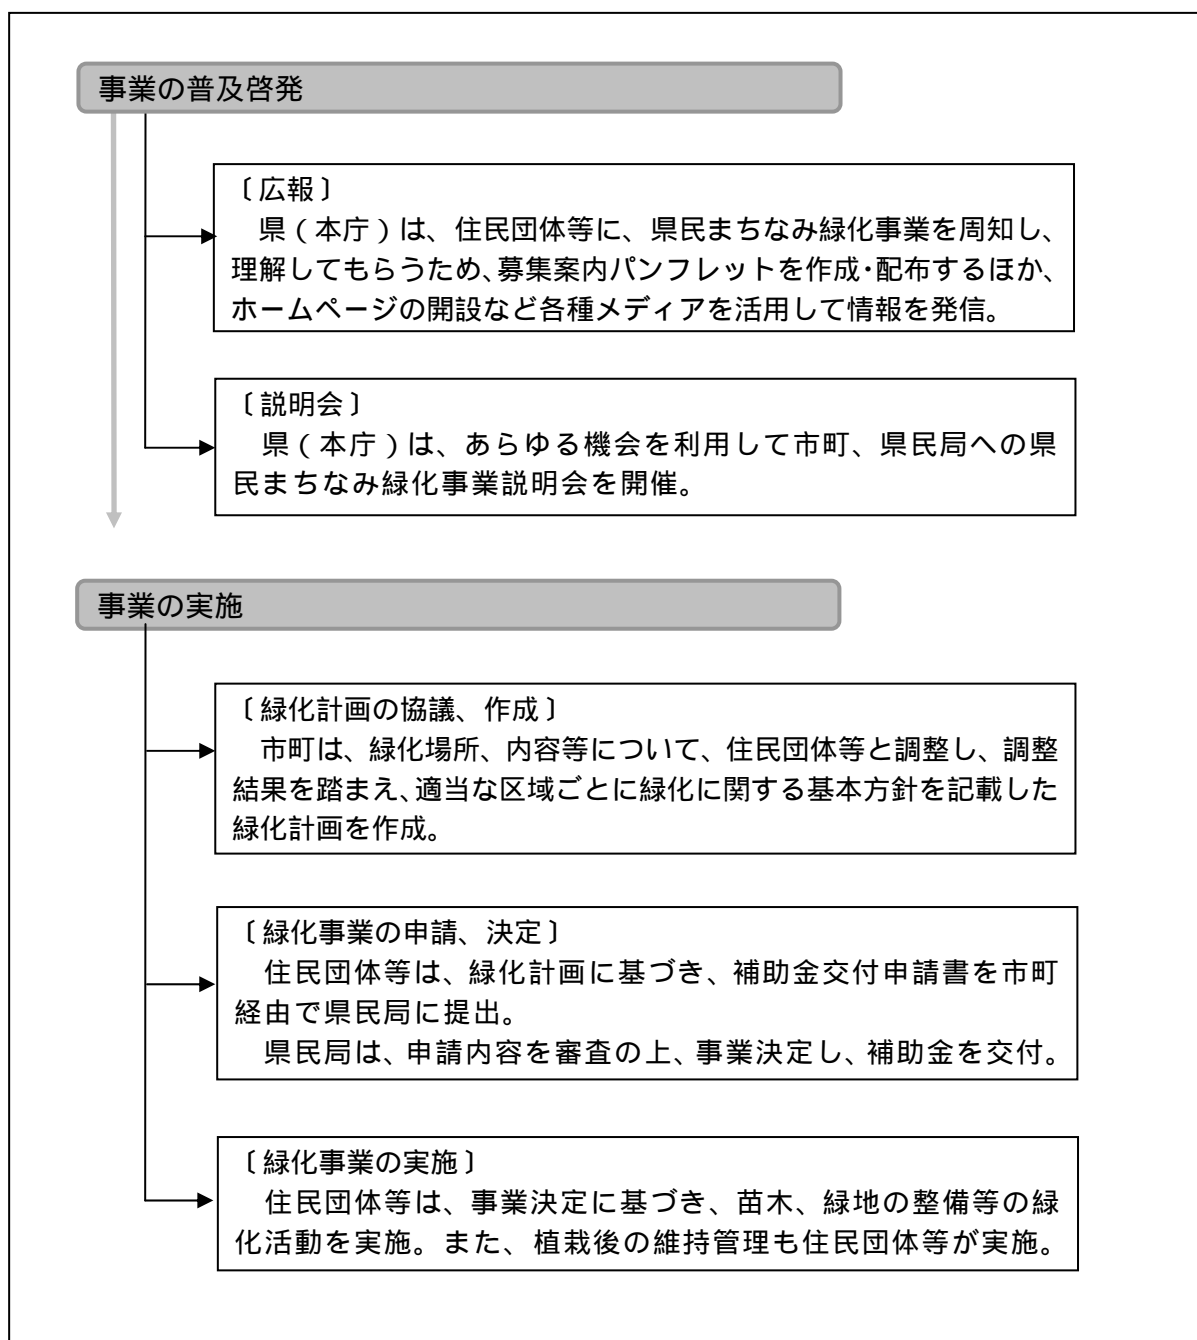 事業の普及啓発
〔広報〕
県（本庁）は、住民団体等に、県民まちなみ緑化事業を周知し、
理解してもらうため、募集案内パンフレットを作成・配布するほか、
ホームページの開設など各種メディアを活用して情報を発信。
〔説明会〕
県（本庁）は、あらゆる機会を利用して市町、県民局への県
民まちなみ緑化事業説明会を開催。
事業の実施
〔緑化計画の協議、作成〕
市町は、緑化場所、内容等について、住民団体等と調整し、調整
結果を踏まえ、適当な区域ごとに緑化に関する基本方針を記載した
緑化計画を作成。
〔緑化事業の申請、決定〕
住民団体等は、緑化計画に基づき、補助金交付申請書を市町
経由で県民局に提出。
県民局は、申請内容を審査の上、事業決定し、補助金を交付。
〔緑化事業の実施〕
住民団体等は、事業決定に基づき、苗木、緑地の整備等の緑
化活動を実施。また、植栽後の維持管理も住民団体等が実施。